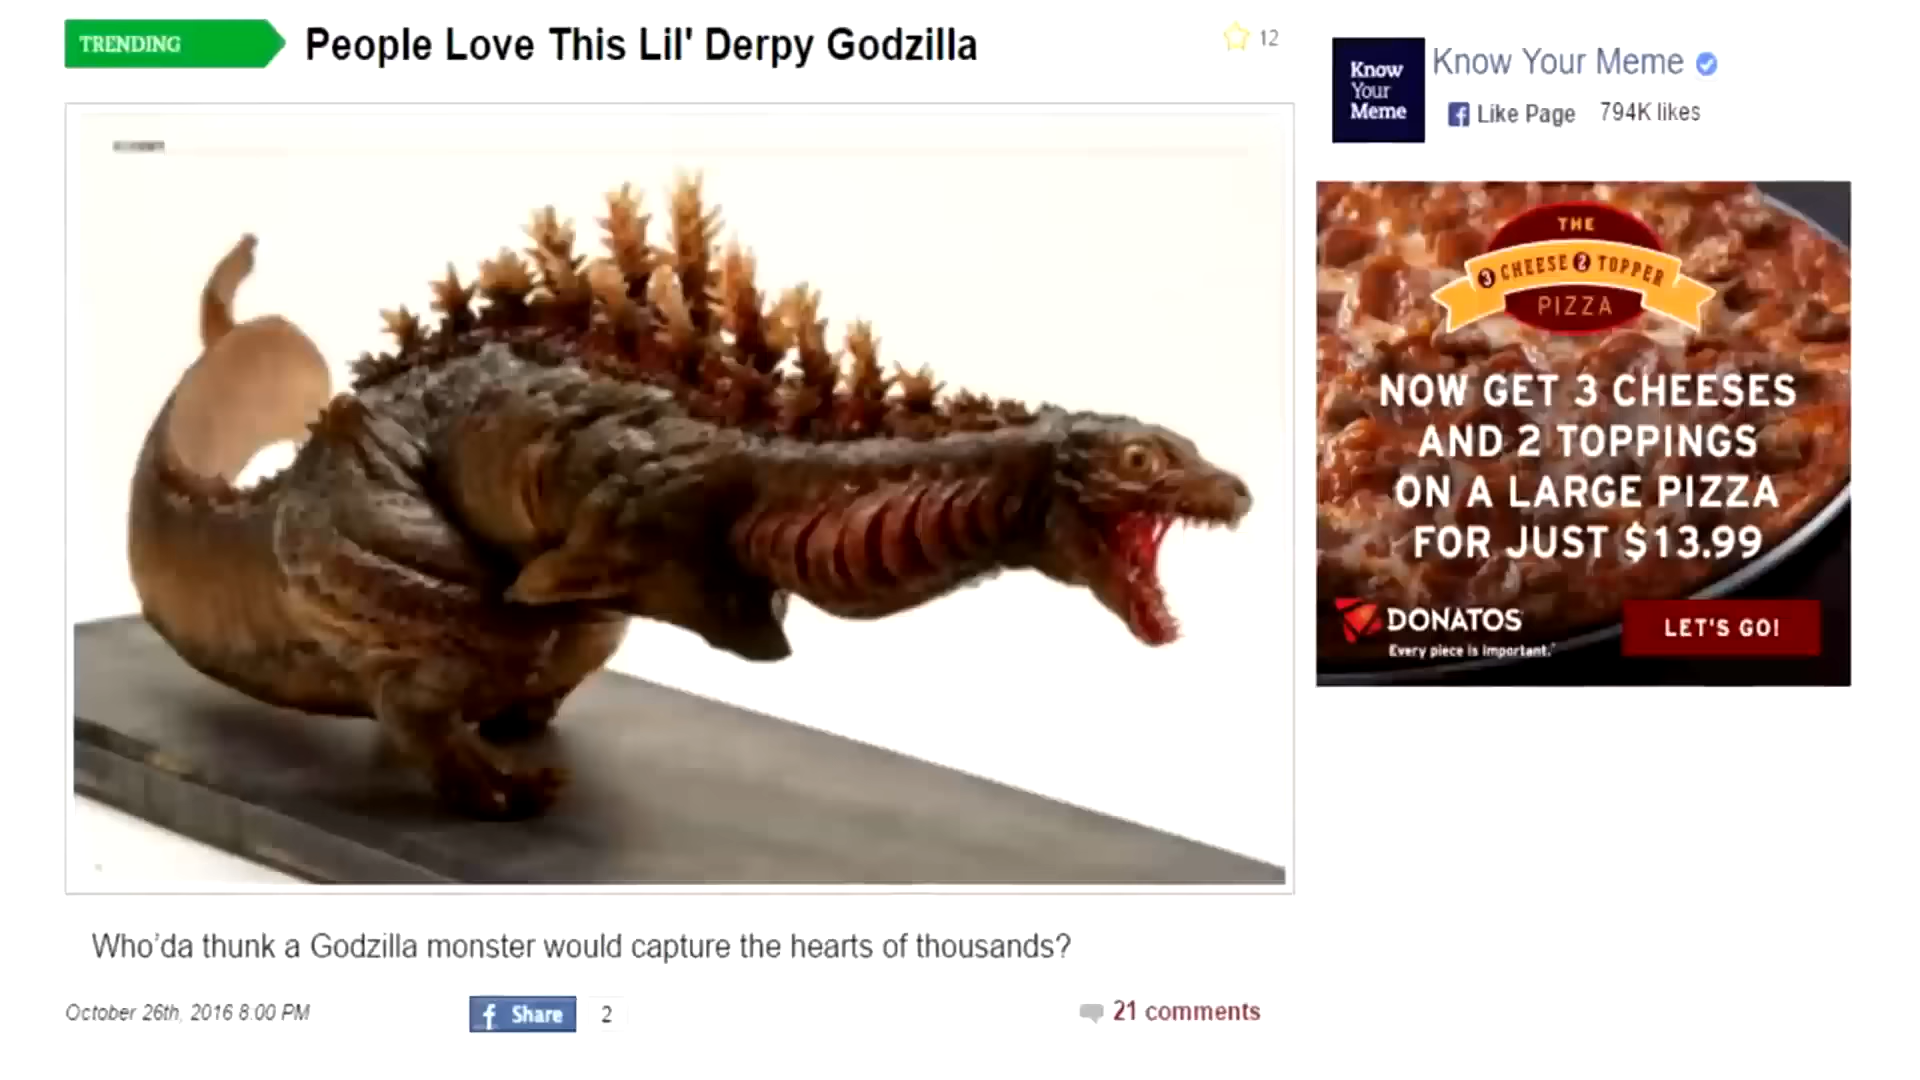 TRENDING
People Love This Lil' Derpy Godzilla
12
Know
Your
Meme
Know Your Meme
Like Page
794K likes
THE
3 CHEESE 2 TOPPER
PIZZA
NOW GET 3 CHEESES
AND 2 TOPPINGS
ON A LARGE PIZZA
FOR JUST $13.99
DONATOS
Every piece is important.
LET'S GO!
Who'da thunk a Godzilla monster would capture the hearts of thousands?
October 26th, 2016 8:00 PM
f Share
2
21 comments